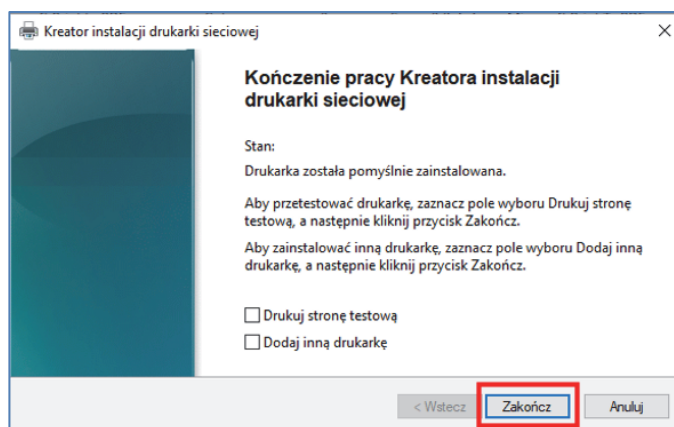 Kreator instalacji drukarki sieciowej
Kończenie pracy Kreatora instalacji
drukarki sieciowej
Stan:
Drukarka została pomyślnie zainstalowana.
Aby przetestować drukarkę, zaznacz pole wyboru Drukuj stronę
testową, a następnie kliknij przycisk Zakończ.
Aby zainstalować inną drukarkę, zaznacz pole wyboru Dodaj inną
drukarkę, a następnie kliknij przycisk Zakończ.
Drukuj stronę testową
Dodaj inną drukarkę
< Wstecz Zakończ Anuluj